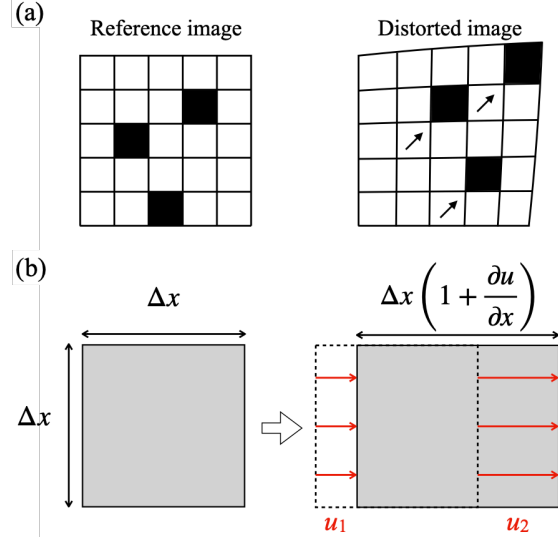 (a)
Reference image
Distorted image
(b)
Δx
Δx
Δx(1 + ∂u/∂x)
u₁
u₂